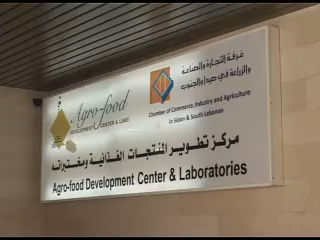 Agro-food
DEVELOPMENT CENTER & LABS
غرفة التجارة والصناعة
والزراعة في صيدا والجنوب
Chamber of Commerce, Industry and Agriculture
in Sidon & South Lebanon
مركز تطوير المنتجات الغذائية ومختبراته
Agro-food Development Center & Laboratories